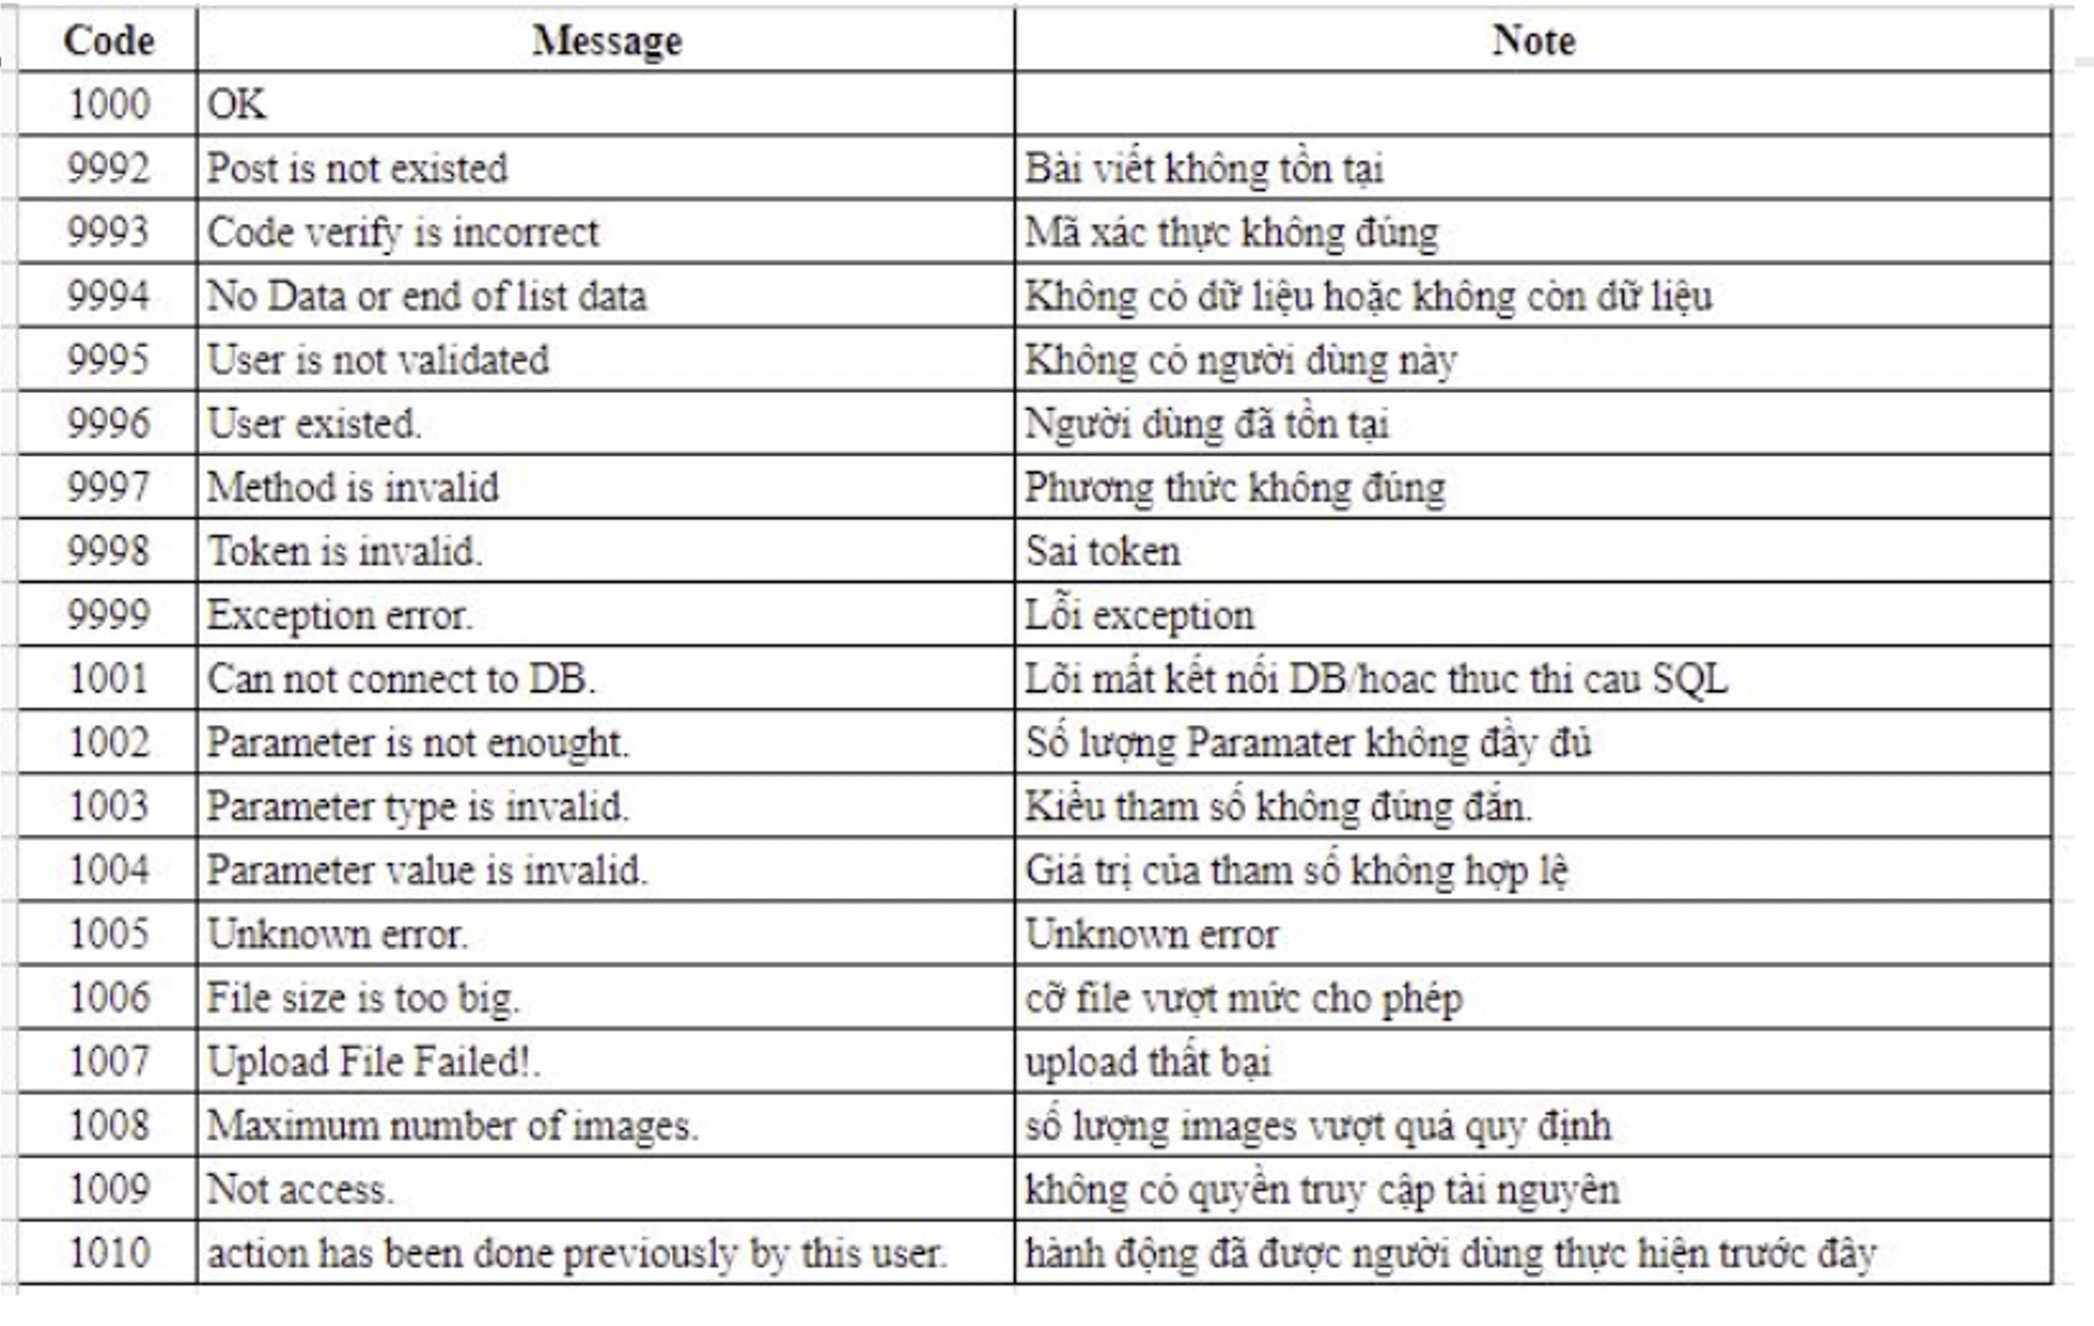 Code Message Note
1000 OK
9992 Post is not existed Bài viết không tồn tại
9993 Code verify is incorrect Mã xác thực không đúng
9994 No Data or end of list data Không có dữ liệu hoặc không còn dữ liệu
9995 User is not validated Không có người dùng này
9996 User existed. Người dùng đã tồn tại
9997 Method is invalid Phương thức không đúng
9998 Token is invalid. Sai token
9999 Exception error. Lỗi exception
1001 Can not connect to DB. Lõi mất kết nối DB/hoac thuc thi cau SQL
1002 Parameter is not enought. Số lượng Paramater không đầy đủ
1003 Parameter type is invalid. Kiểu tham số không đúng đắn.
1004 Parameter value is invalid. Giá trị của tham số không hợp lệ
1005 Unknown error. Unknown error
1006 File size is too big. cỡ file vượt mức cho phép
1007 Upload File Failed!. upload thất bại
1008 Maximum number of images. số lượng images vượt quá quy định
1009 Not access. không có quyền truy cập tài nguyên
1010 action has been done previously by this user. hành động đã được người dùng thực hiện trước đây